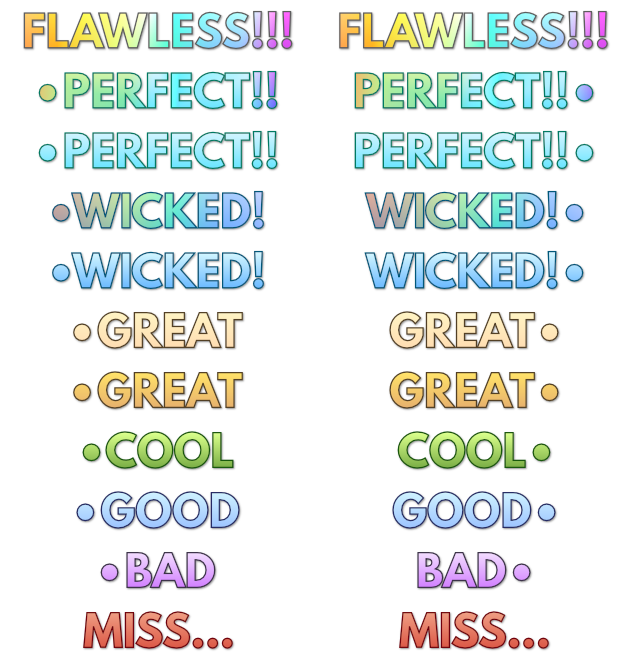 FLAWLESS!!! FLAWLESS!!!
•PERFECT!! PERFECT!!•
•PERFECT!! PERFECT!!•
•WICKED! WICKED!•
•WICKED! WICKED!•
•GREAT GREAT•
•GREAT GREAT•
•COOL COOL•
•GOOD GOOD•
•BAD BAD•
MISS... MISS...